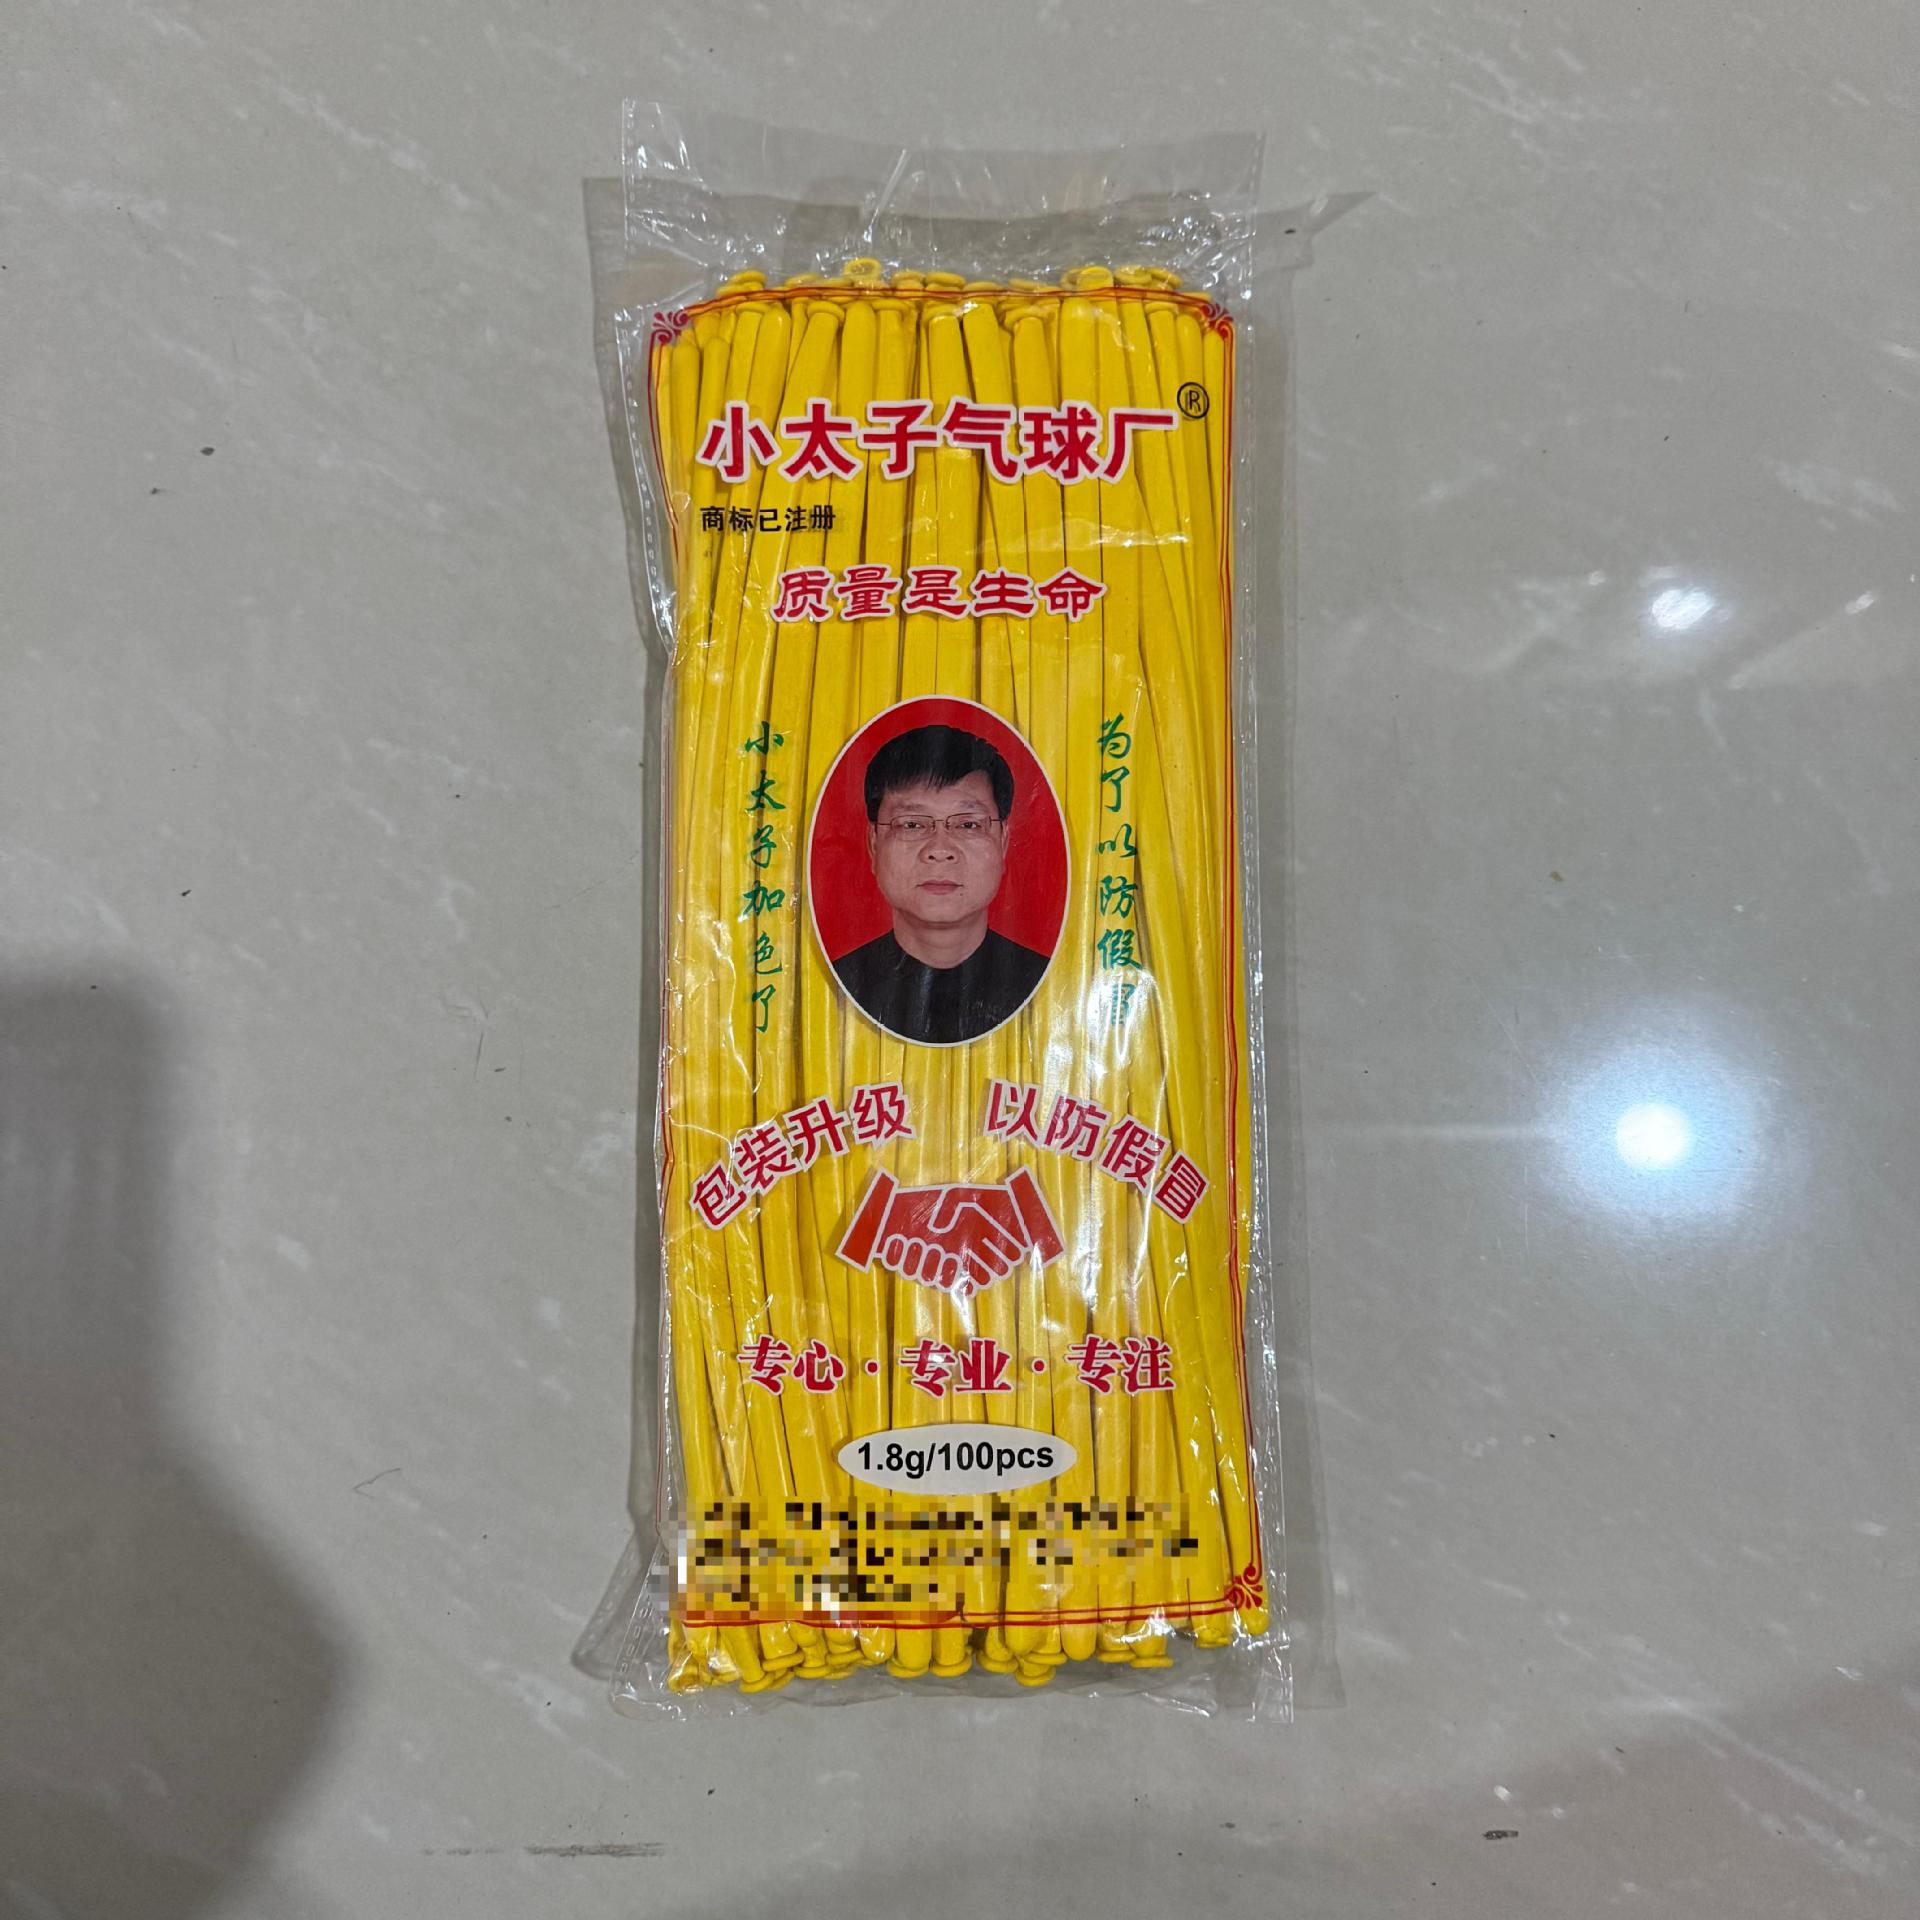 小太子气球厂®
商标已注册
质量是生命
小太子加色了
为了以防假冒
包装升级 以防假冒
专心·专业·专注
1.8g/100pcs